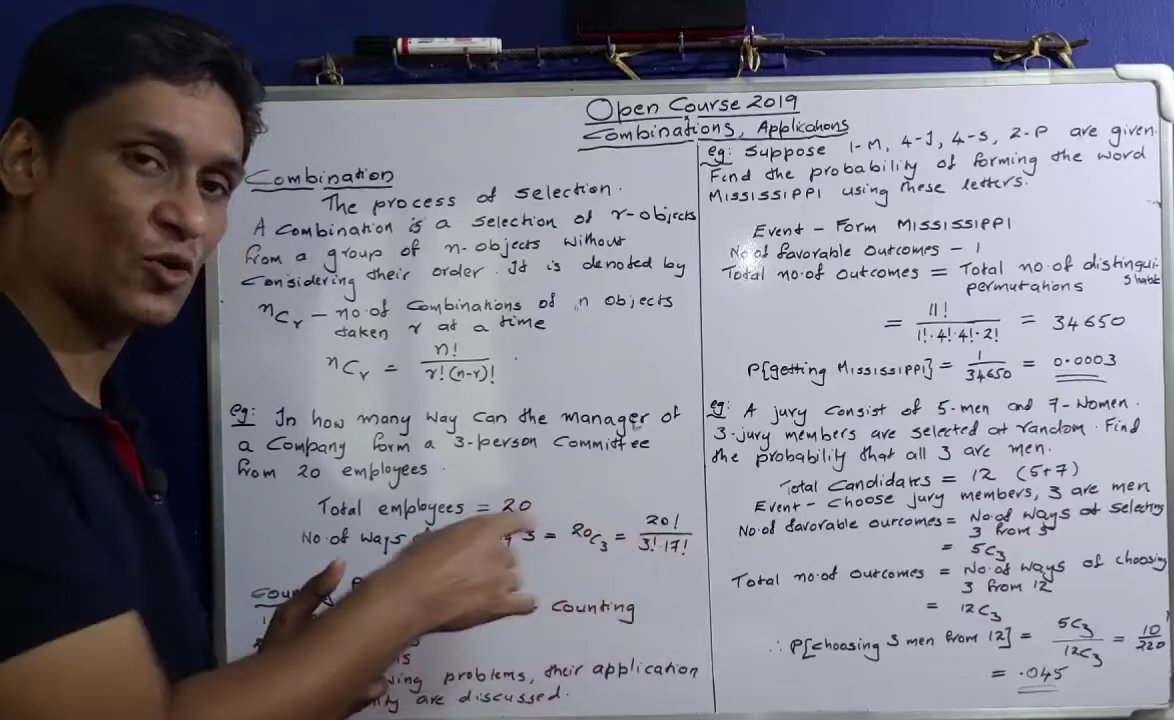 Open Course 2019
Combinations, Applications
Combination
The process of selection.
A Combination is a selection of r-objects
from a group of n-objects without
considering their order. It is denoted by
nCr - no.of combinations of n objects
taken r at a time
nCr = n! / r!(n-r)!
eg: In how many way can the manager of
a Company form a 3-person committee
from 20 employees.
Total employees = 20
No.of ways 3 = 20C3 = 20! / 3!.17!
Counting
problems, their application
are discussed.
eg: Suppose 1-M, 4-I, 4-S, 2-P are given.
Find the probability of forming the word
MISSISSIPPI using these letters.
Event - Form MISSISSIPPI
No.of favorable outcomes - 1
Total no.of outcomes = Total no.of distingui-
shable
permutations
= 11! / 1!.4!.4!.2! = 34650
P[getting MISSISSIPPI] = 1/34650 = 0.0003
eg: A jury consist of 5-men and 7-Women.
3-jury members are selected at random. Find
the probability that all 3 are men.
Total Candidates = 12 (5+7)
Event - Choose jury members, 3 are men
No.of favorable outcomes = No.of ways of selecting
3 from 5
= 5C3
Total no.of outcomes = No.of ways of choosing
3 from 12
= 12C3
∴ P[choosing 3 men from 12] = 5C3 / 12C3 = 10/220
= .045